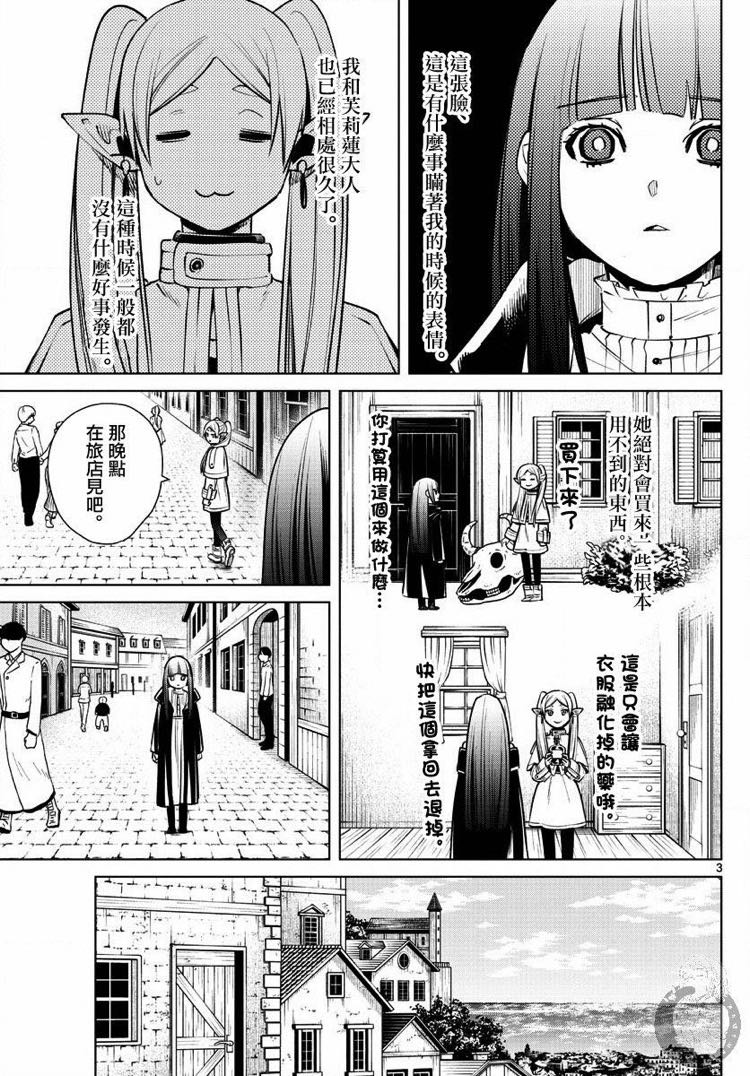 這張臉、
這是有什麼事瞞著我的時候的表情。
我和芙莉蓮大人
也已經相處很久了。
這種時候一般都
沒有什麼好事發生。
她絕對會買來一些根本
用不到的東西。
買下來了
你打算用這個來做什麼…
這是只會讓
衣服融化掉的藥哦。
快把這個拿回去退掉。
那晚點
在旅店見吧。
3